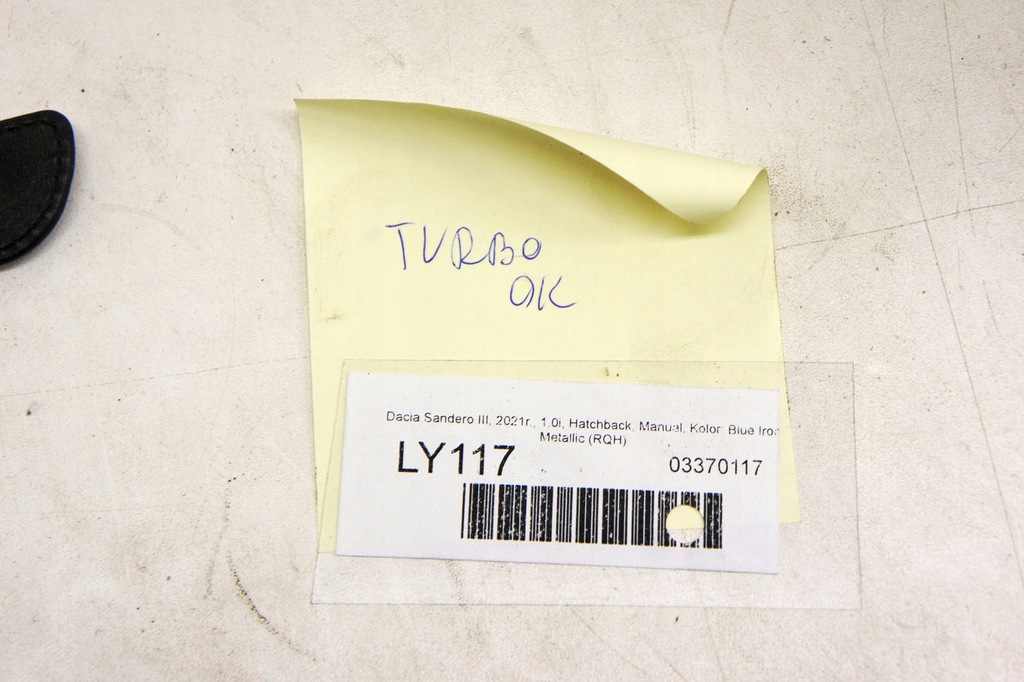 TURBO
OK
Dacia Sandero III, 2021r., 1.0i, Hatchback, Manual, Kolor: Blue Iron
Metallic (RQH)
LY117
03370117